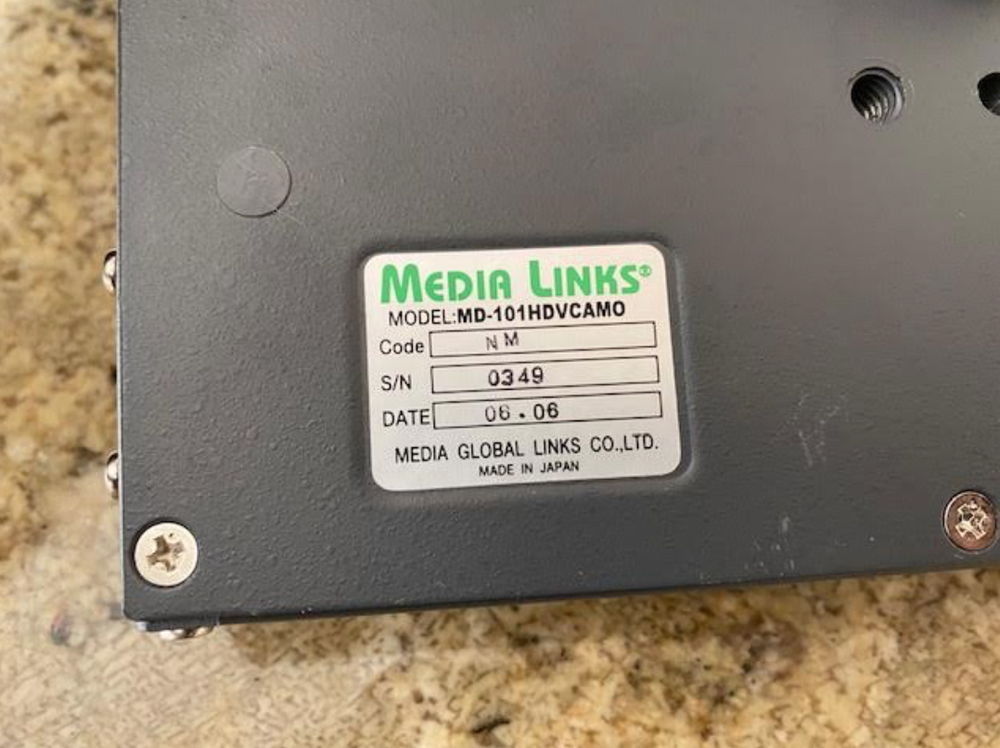 MEDIA LINKS®
MODEL:MD-101HDVCAMO
Code NM
S/N 0349
DATE 06.06
MEDIA GLOBAL LINKS CO.,LTD.
MADE IN JAPAN